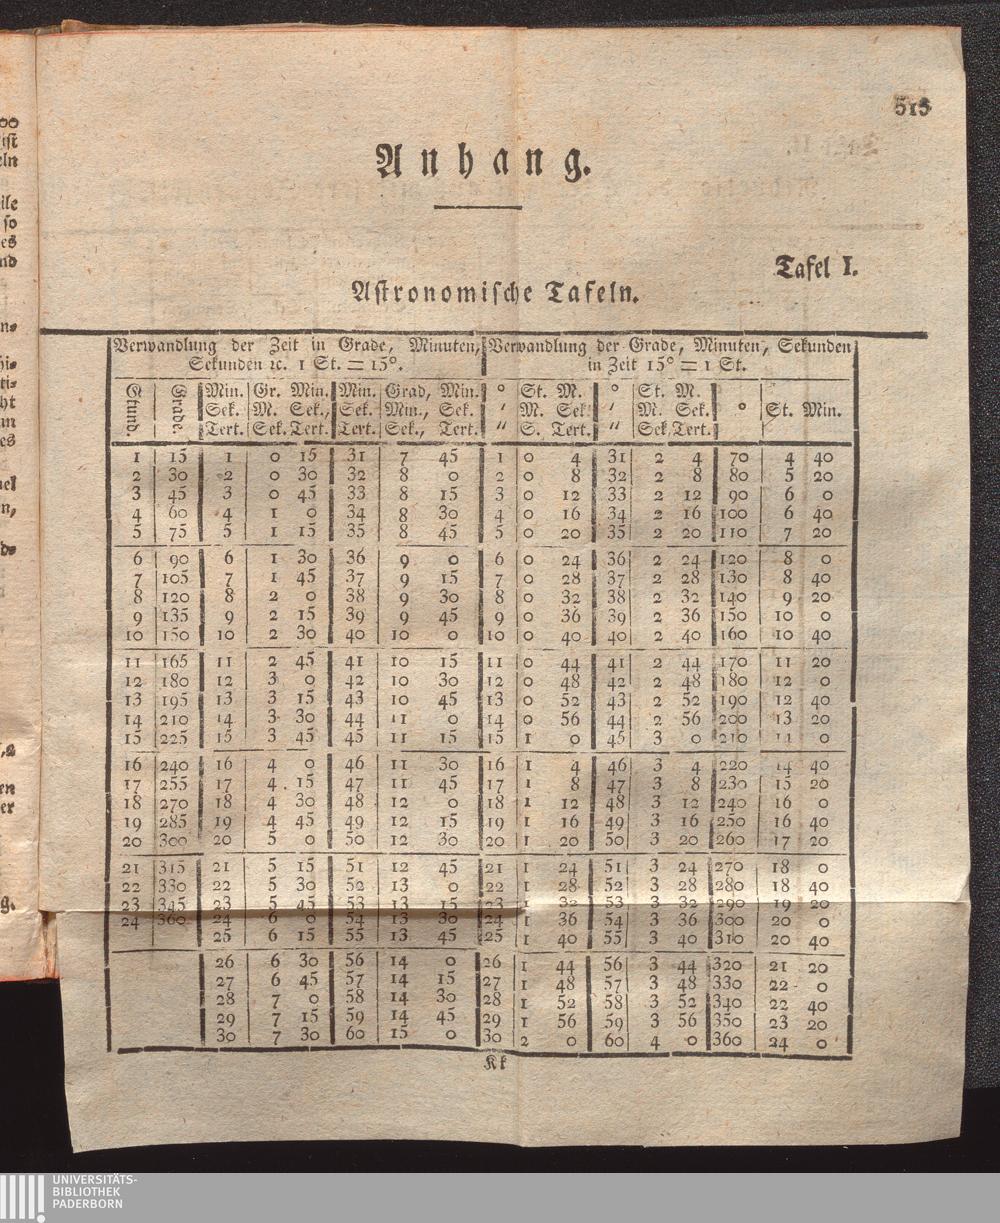 515
Anhang.
Tafel I.
Astronomische Tafeln.
Verwandlung der Zeit in Grade, Minuten, Sekunden ꝛc. 1 St. = 15°.
Verwandlung der Grade, Minuten, Sekunden in Zeit 15° = 1 St.
Stund. | Grade. | Min. Sek. Tert. | Gr. Min. M. Sek., Sek. Tert. | Min. Sek. Tert. | Grad, Min. Min., Sek. Sek., Tert. | ° ′ ″ | St. M. M. Sek. S. Tert. | ° ′ ″ | St. M. M. Sek. Sek. Tert. | ° | St. Min.
1 15 1 0 15 31 7 45 1 0 4 31 2 4 70 4 40
2 30 2 0 30 32 8 0 2 0 8 32 2 8 80 5 20
3 45 3 0 45 33 8 15 3 0 12 33 2 12 90 6 0
4 60 4 1 0 34 8 30 4 0 16 34 2 16 100 6 40
5 75 5 1 15 35 8 45 5 0 20 35 2 20 110 7 20
6 90 6 1 30 36 9 0 6 0 24 36 2 24 120 8 0
7 105 7 1 45 37 9 15 7 0 28 37 2 28 130 8 40
8 120 8 2 0 38 9 30 8 0 32 38 2 32 140 9 20
9 135 9 2 15 39 9 45 9 0 36 39 2 36 150 10 0
10 150 10 2 30 40 10 0 10 0 40 40 2 40 160 10 40
11 165 11 2 45 41 10 15 11 0 44 41 2 44 170 11 20
12 180 12 3 0 42 10 30 12 0 48 42 2 48 180 12 0
13 195 13 3 15 43 10 45 13 0 52 43 2 52 190 12 40
14 210 14 3 30 44 11 0 14 0 56 44 2 56 200 13 20
15 225 15 3 45 45 11 15 15 1 0 45 3 0 210 14 0
16 240 16 4 0 46 11 30 16 1 4 46 3 4 220 14 40
17 255 17 4 15 47 11 45 17 1 8 47 3 8 230 15 20
18 270 18 4 30 48 12 0 18 1 12 48 3 12 240 16 0
19 285 19 4 45 49 12 15 19 1 16 49 3 16 250 16 40
20 300 20 5 0 50 12 30 20 1 20 50 3 20 260 17 20
21 315 21 5 15 51 12 45 21 1 24 51 3 24 270 18 0
22 330 22 5 30 52 13 0 22 1 28 52 3 28 280 18 40
23 345 23 5 45 53 13 15 23 1 32 53 3 32 290 19 20
24 360 24 6 0 54 13 30 24 1 36 54 3 36 300 20 0
25 6 15 55 13 45 25 1 40 55 3 40 310 20 40
26 6 30 56 14 0 26 1 44 56 3 44 320 21 20
27 6 45 57 14 15 27 1 48 57 3 48 330 22 0
28 7 0 58 14 30 28 1 52 58 3 52 340 22 40
29 7 15 59 14 45 29 1 56 59 3 56 350 23 20
30 7 30 60 15 0 30 2 0 60 4 0 360 24 0
Kk
UNIVERSITÄTS-
BIBLIOTHEK
PADERBORN